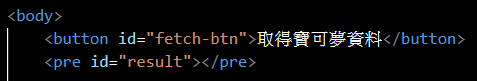 <body>
<button id="fetch-btn">取得寶可夢資料</button>
<pre id="result"></pre>